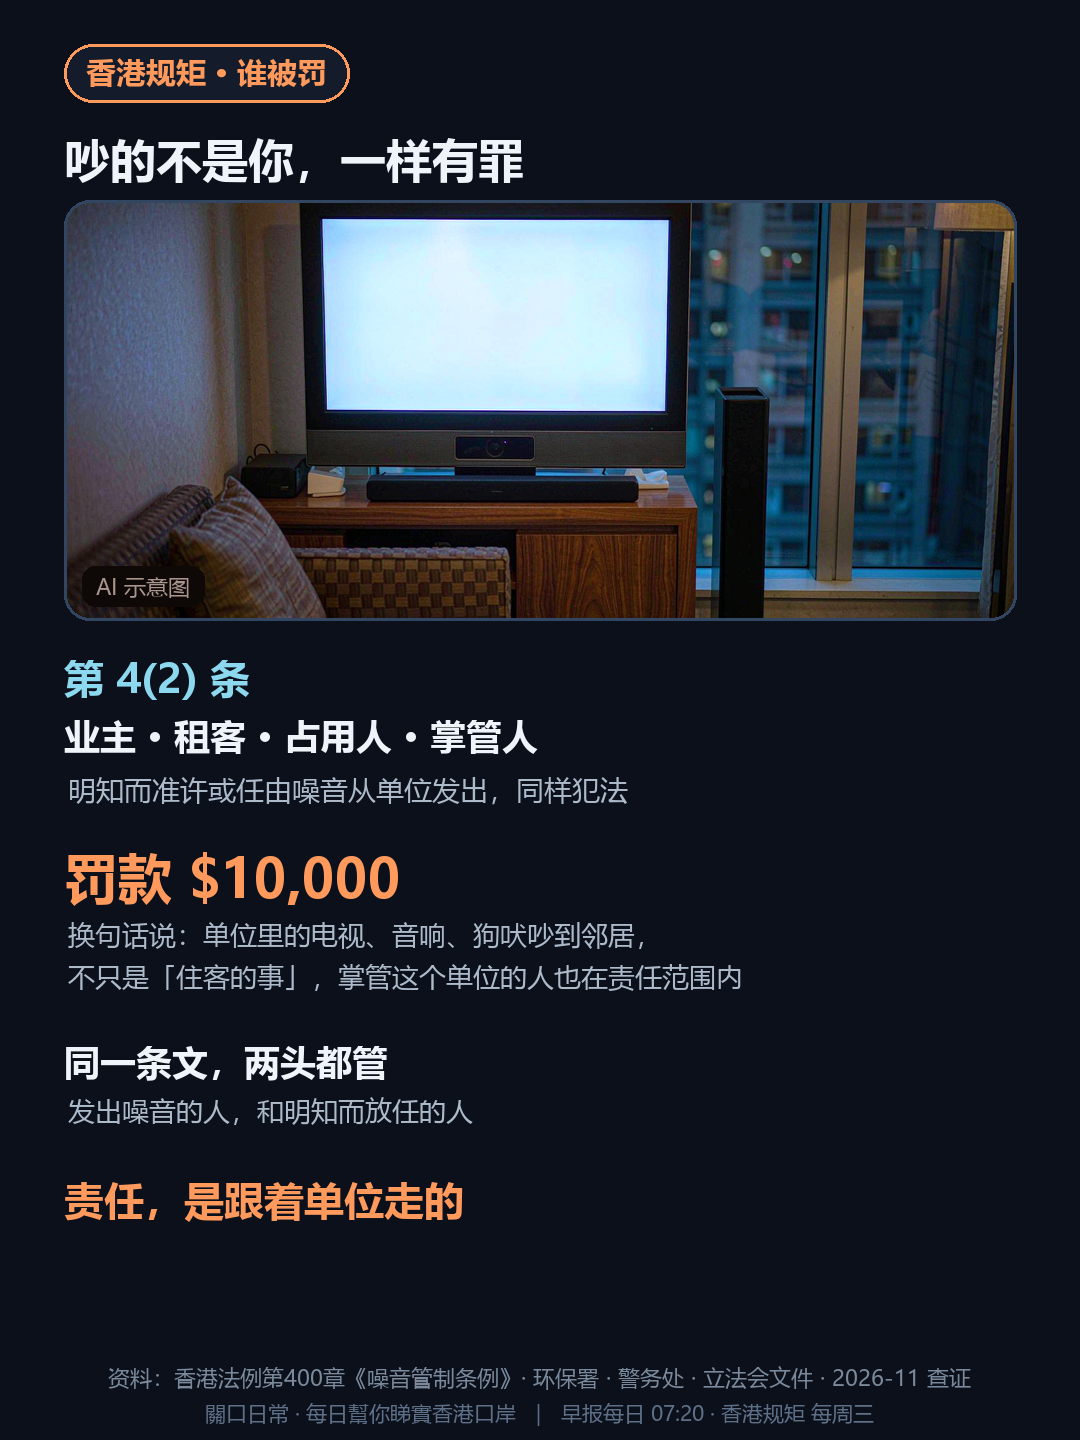 香港规矩·谁被罚
吵的不是你，一样有罪
AI 示意图
第 4(2) 条
业主·租客·占用人·掌管人
明知而准许或任由噪音从单位发出，同样犯法
罚款 $10,000
换句话说：单位里的电视、音响、狗吠吵到邻居，
不只是「住客的事」，掌管这个单位的人也在责任范围内
同一条文，两头都管
发出噪音的人，和明知而放任的人
责任，是跟着单位走的
资料：香港法例第400章《噪音管制条例》· 环保署 · 警务处 · 立法会文件 · 2026-11 查证
關口日常 · 每日幫你睇實香港口岸 ｜ 早报每日 07:20 · 香港规矩 每周三